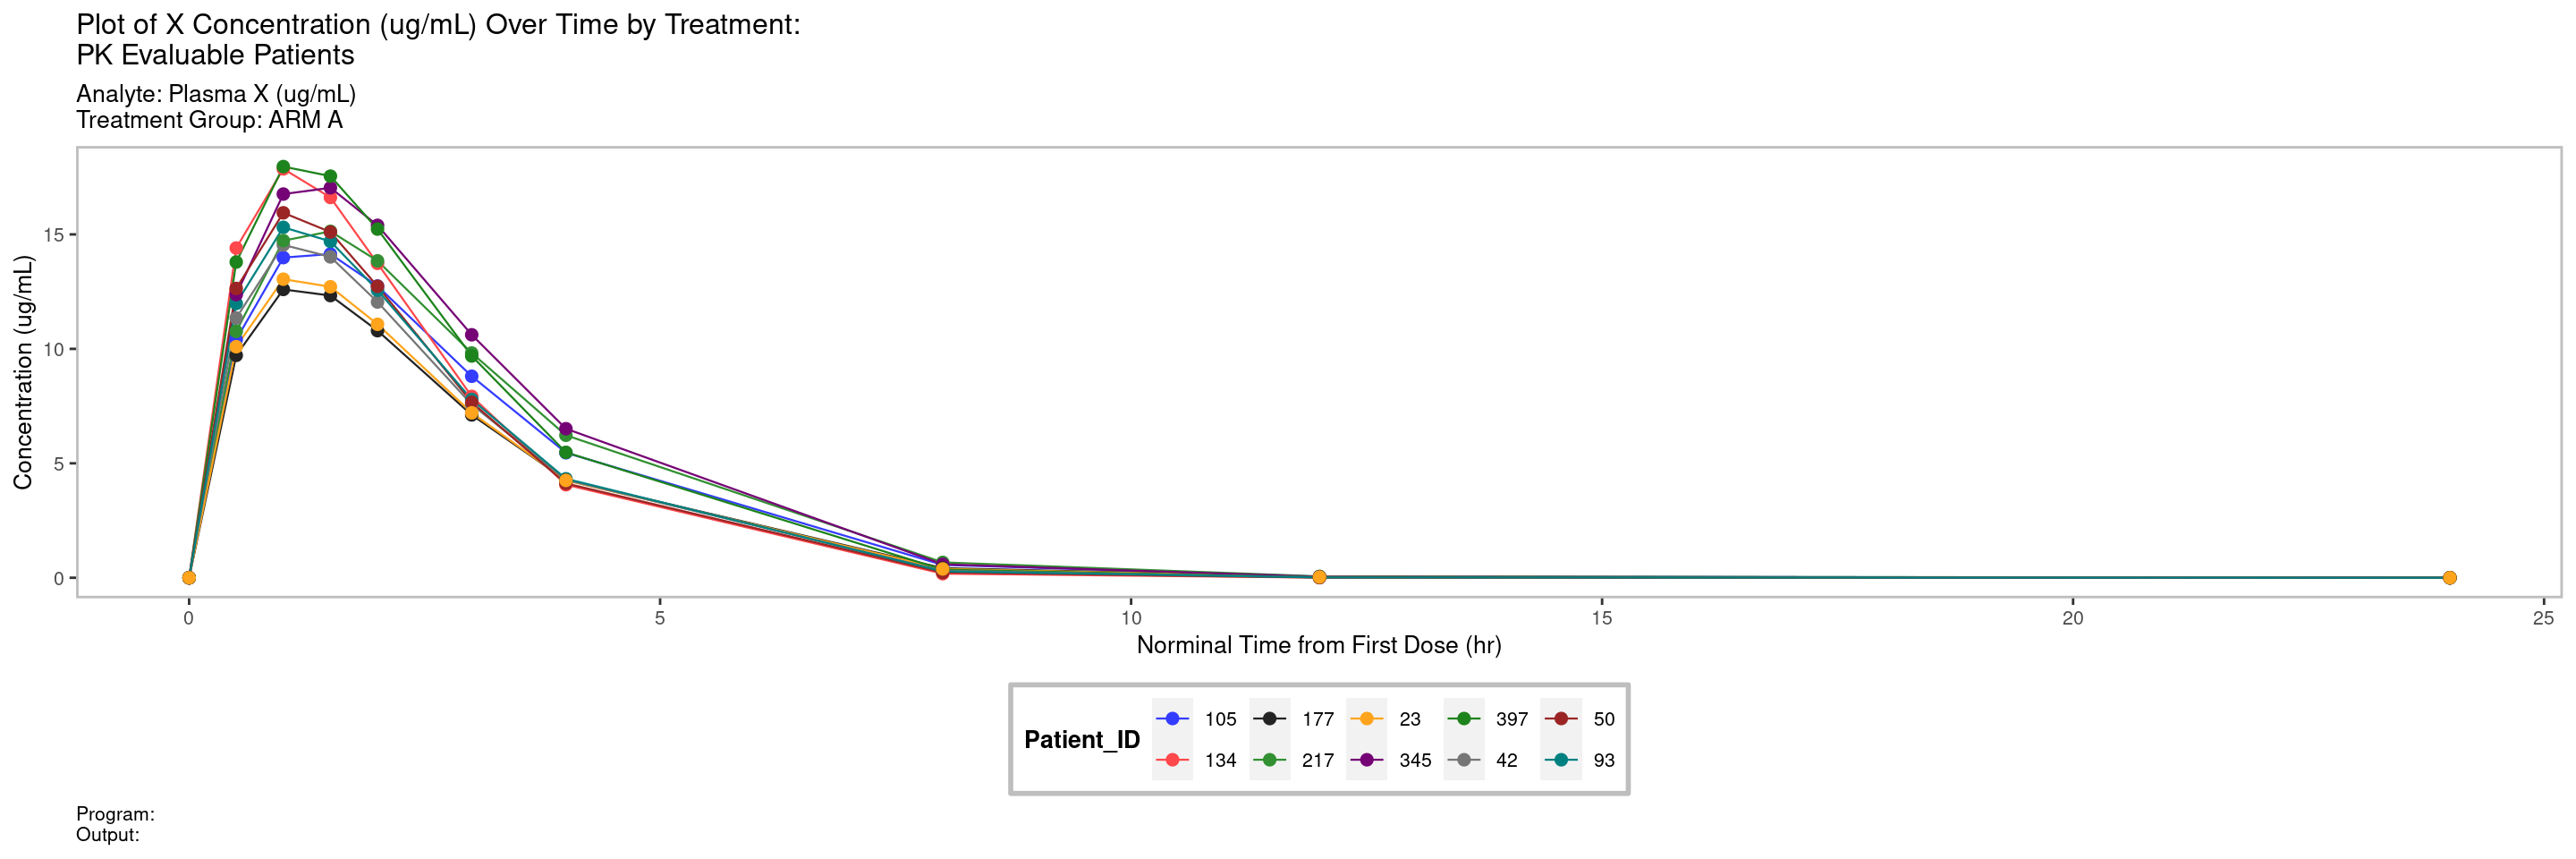 Plot of X Concentration (ug/mL) Over Time by Treatment:
PK Evaluable Patients
Analyte: Plasma X (ug/mL)
Treatment Group: ARM A
Concentration (ug/mL)
15
10
5
0
0 5 10 15 20 25
Norminal Time from First Dose (hr)
Patient_ID
105 177 23 397 50
134 217 345 42 93
Program:
Output: